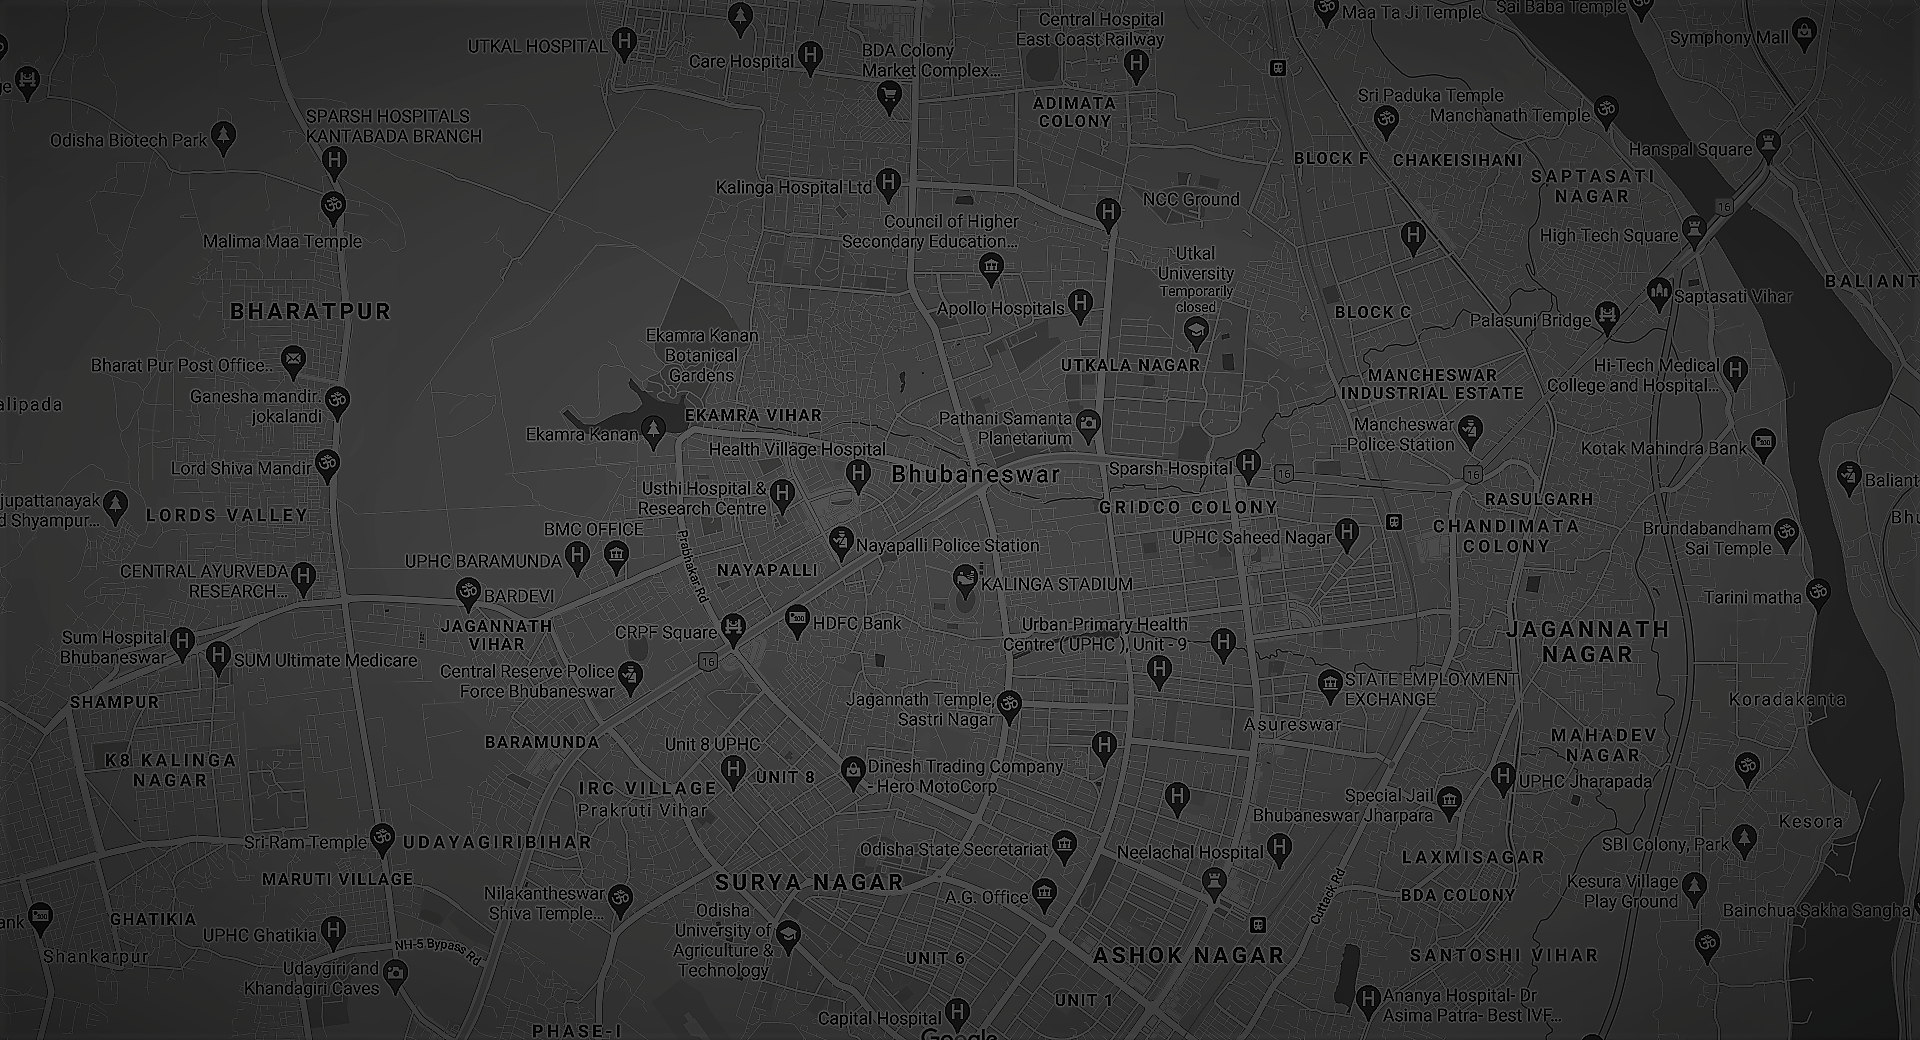 Maa Ta Ji Temple
Sai Baba Temple
Central Hospital
East Coast Railway
UTKAL HOSPITAL
Care Hospital
BDA Colony
Market Complex...
Symphony Mall
ge
ADIMATA
COLONY
Sri Paduka Temple
Manchanath Temple
SPARSH HOSPITALS
KANTABADA BRANCH
Odisha Biotech Park
Hanspal Square
BLOCK F
CHAKEISIHANI
SAPTASATI
NAGAR
Kalinga Hospital Ltd
NCC Ground
16
Council of Higher
Secondary Education...
Malima Maa Temple
High Tech Square
Utkal
University
Temporarily
closed
BALIANT
Saptasati Vihar
BHARATPUR
Apollo Hospitals
BLOCK C
Palasuni Bridge
Ekamra Kanan
Botanical
Gardens
Bharat Pur Post Office..
UTKALA NAGAR
MANCHESWAR
INDUSTRIAL ESTATE
Hi-Tech Medical
College and Hospital...
Ganesha mandir.
jokalandi
alipada
EKAMRA VIHAR
Pathani Samanta
Planetarium
Ekamra Kanan
Mancheswar
Police Station
Kotak Mahindra Bank
Health Village Hospital
Lord Shiva Mandir
Bhubaneswar
Sparsh Hospital
16
16
Baliant
Usthi Hospital &
Research Centre
jupattanayak
d Shyampur...
LORDS VALLEY
GRIDCO COLONY
RASULGARH
Bhu
BMC OFFICE
CHANDIMATA
COLONY
Brundabandham
Sai Temple
UPHC Saheed Nagar
Nayapalli Police Station
UPHC BARAMUNDA
Prabhakar Rd
NAYAPALLI
CENTRAL AYURVEDA
RESEARCH...
KALINGA STADIUM
BARDEVI
Tarini matha
JAGANNATH
VIHAR
CRPF Square
HDFC Bank
Urban Primary Health
Centre ( UPHC ), Unit - 9
JAGANNATH
NAGAR
Sum Hospital
Bhubaneswar
SUM Ultimate Medicare
16
Central Reserve Police
Force Bhubaneswar
STATE EMPLOYMENT
EXCHANGE
SHAMPUR
Jagannath Temple,
Sastri Nagar
Koradakanta
Asureswar
BARAMUNDA
Unit 8 UPHC
MAHADEV
NAGAR
K8 KALINGA
NAGAR
UNIT 8
Dinesh Trading Company
- Hero MotoCorp
IRC VILLAGE
Prakruti Vihar
UPHC Jharapada
Special Jail
Bhubaneswar Jharpara
Kesora
Sri Ram Temple
UDAYAGIRIBIHAR
Odisha State Secretariat
Neelachal Hospital
LAXMISAGAR
SBI Colony, Park
MARUTI VILLAGE
SURYA NAGAR
Nilakantheswar
Shiva Temple...
A.G. Office
Cuttack Rd
BDA COLONY
Kesura Village
Play Ground
ank
GHATIKIA
Odisha
University of
Agriculture &
Technology
Bainchua Sakha Sangha
UPHC Ghatikia
NH-5 Bypass Rd
Shankarpur
UNIT 6
ASHOK NAGAR
SANTOSHI VIHAR
Udaygiri and
Khandagiri Caves
UNIT 1
Ananya Hospital- Dr
Asima Patra- Best IVF...
PHASE-I
Capital Hospital
Google